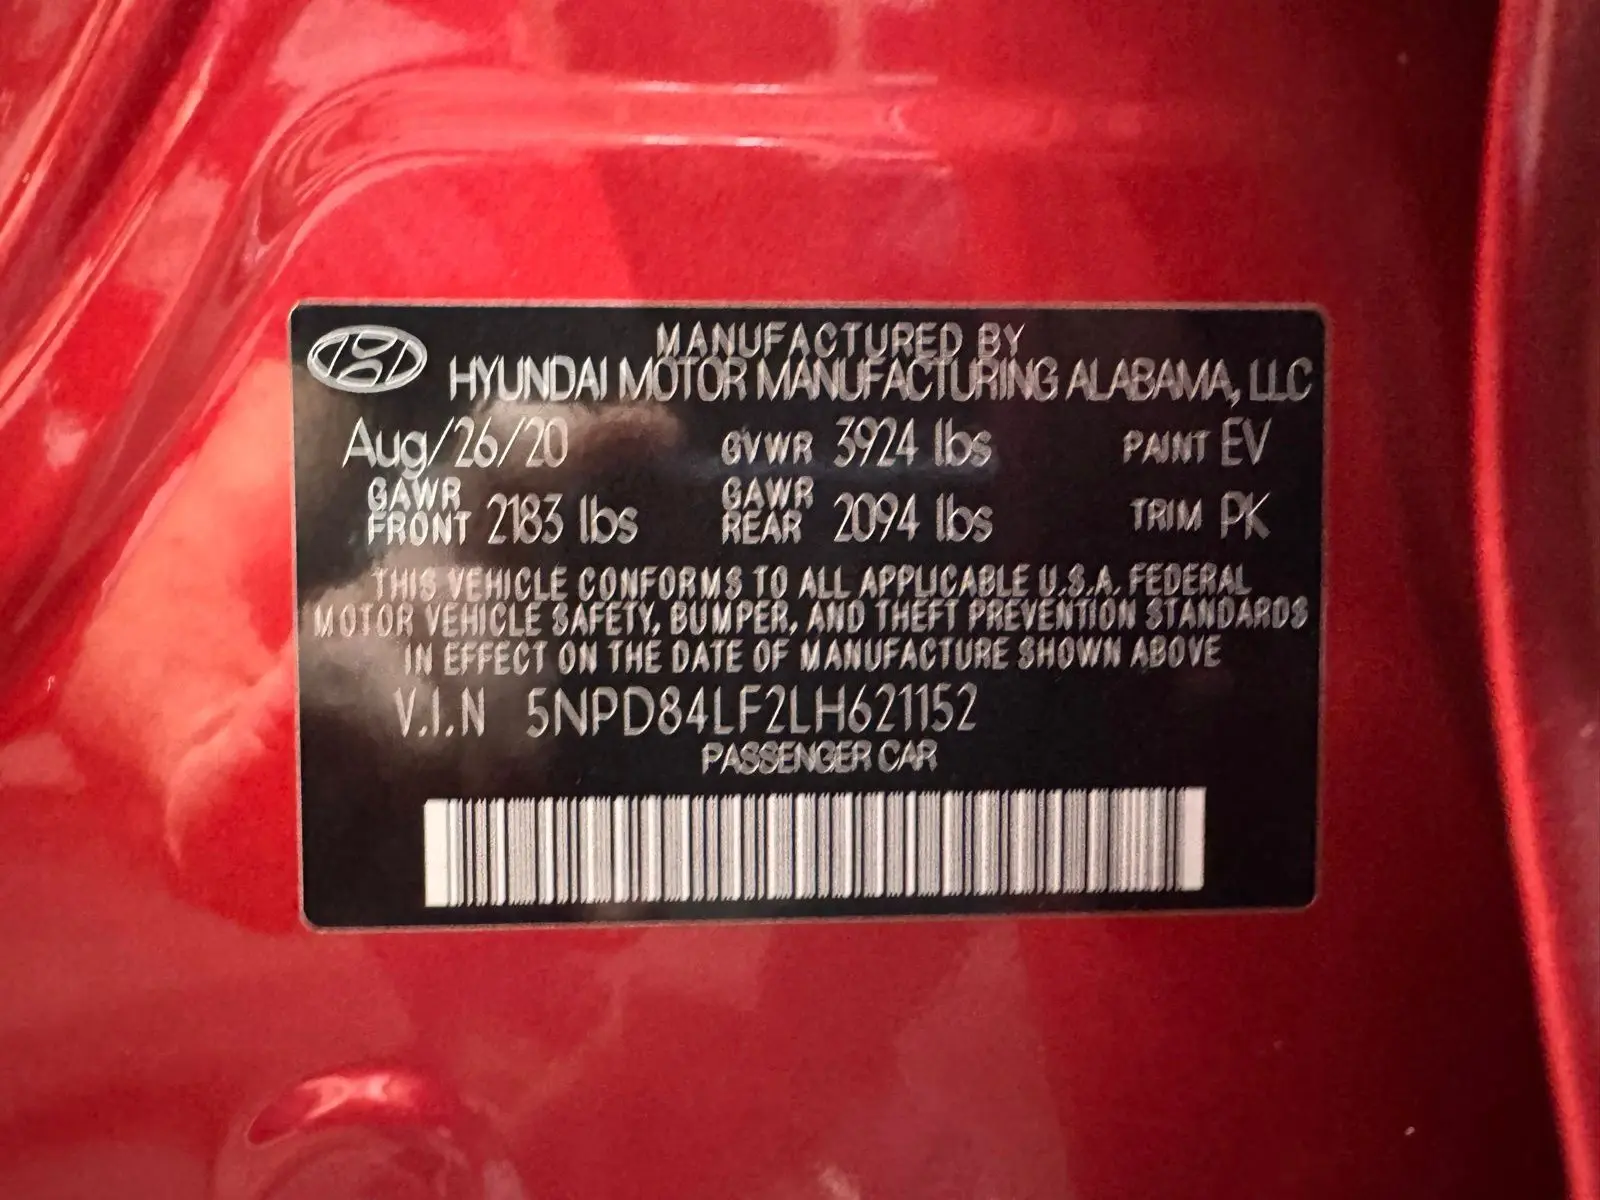 MANUFACTURED BY
HYUNDAI MOTOR MANUFACTURING ALABAMA, LLC
Aug/26/20 GVWR 3924 lbs PAINT EV
GAWR FRONT 2183 lbs GAWR REAR 2094 lbs TRIM PK
THIS VEHICLE CONFORMS TO ALL APPLICABLE U.S.A. FEDERAL
MOTOR VEHICLE SAFETY, BUMPER, AND THEFT PREVENTION STANDARDS
IN EFFECT ON THE DATE OF MANUFACTURE SHOWN ABOVE
V.I.N 5NPD84LF2LH621152
PASSENGER CAR